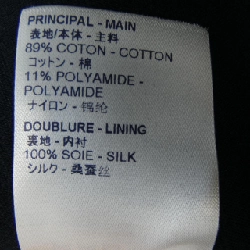 PRINCIPAL - MAIN
表地/本体 - 主料
89% COTON - COTTON
コットン - 棉
11% POLYAMIDE -
POLYAMIDE
ナイロン - 锦纶
DOUBLURE - LINING
裏地 - 内衬
100% SOIE - SILK
シルク - 桑蚕丝